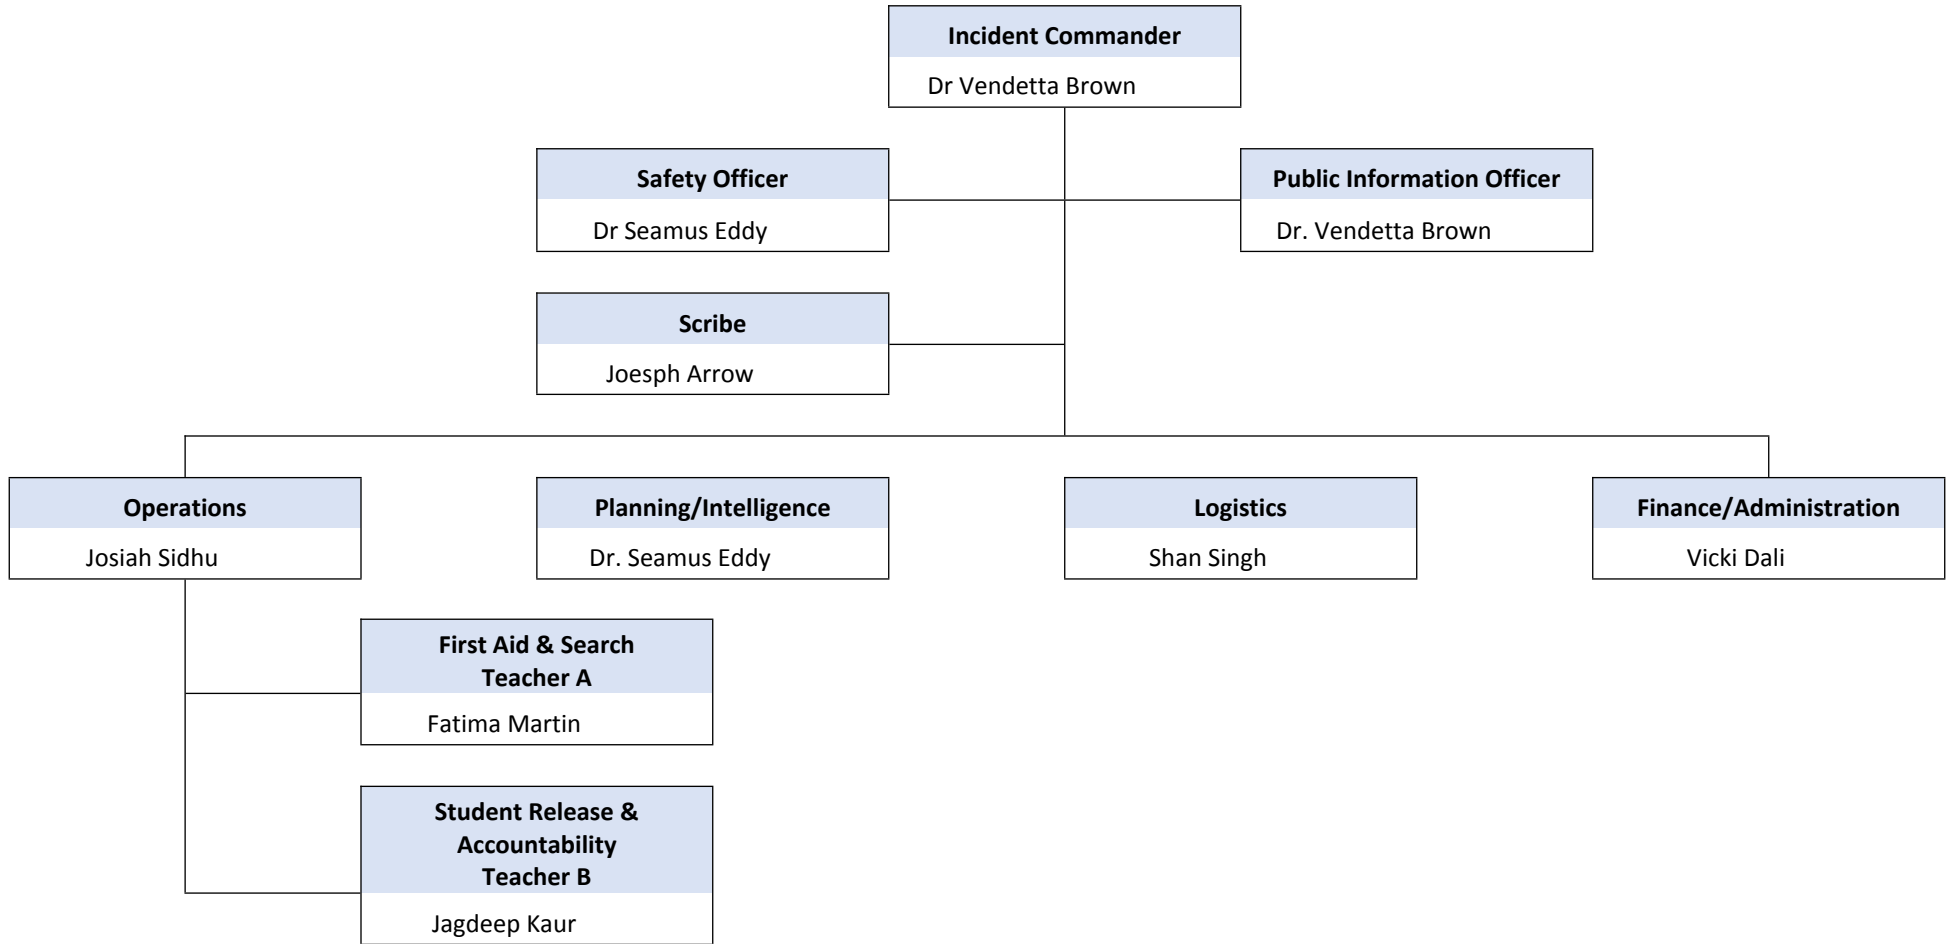 Incident Commander
Dr Vendetta Brown
Safety Officer
Dr Seamus Eddy
Public Information Officer
Dr. Vendetta Brown
Scribe
Joesph Arrow
Operations
Josiah Sidhu
Planning/Intelligence
Dr. Seamus Eddy
Logistics
Shan Singh
Finance/Administration
Vicki Dali
First Aid & Search
Teacher A
Fatima Martin
Student Release &
Accountability
Teacher B
Jagdeep Kaur